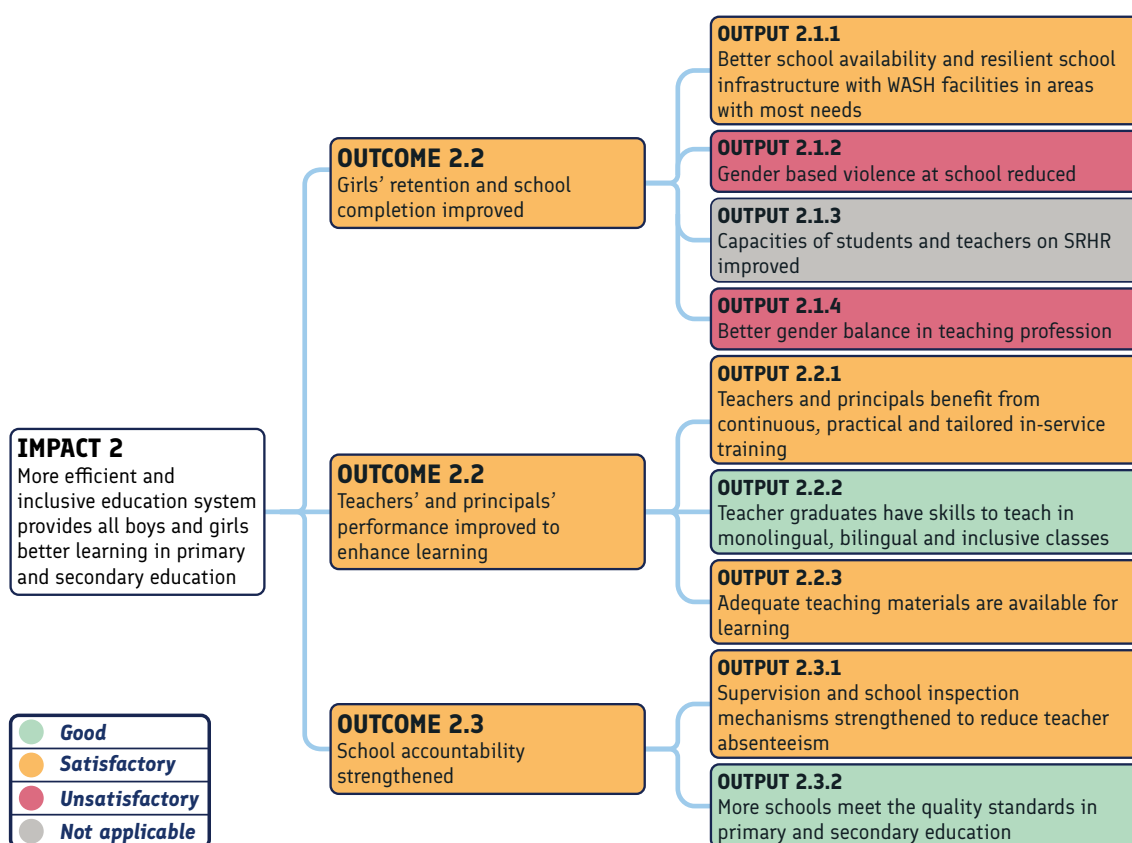 IMPACT 2
More efficient and
inclusive education system
provides all boys and girls
better learning in primary
and secondary education
OUTCOME 2.2
Girls' retention and school
completion improved
OUTPUT 2.1.1
Better school availability and resilient school
infrastructure with WASH facilities in areas
with most needs
OUTPUT 2.1.2
Gender based violence at school reduced
OUTPUT 2.1.3
Capacities of students and teachers on SRHR
improved
OUTPUT 2.1.4
Better gender balance in teaching profession
OUTCOME 2.2
Teachers' and principals'
performance improved to
enhance learning
OUTPUT 2.2.1
Teachers and principals benefit from
continuous, practical and tailored in-service
training
OUTPUT 2.2.2
Teacher graduates have skills to teach in
monolingual, bilingual and inclusive classes
OUTPUT 2.2.3
Adequate teaching materials are available for
learning
OUTCOME 2.3
School accountability
strengthened
OUTPUT 2.3.1
Supervision and school inspection
mechanisms strengthened to reduce teacher
absenteeism
OUTPUT 2.3.2
More schools meet the quality standards in
primary and secondary education
Good
Satisfactory
Unsatisfactory
Not applicable